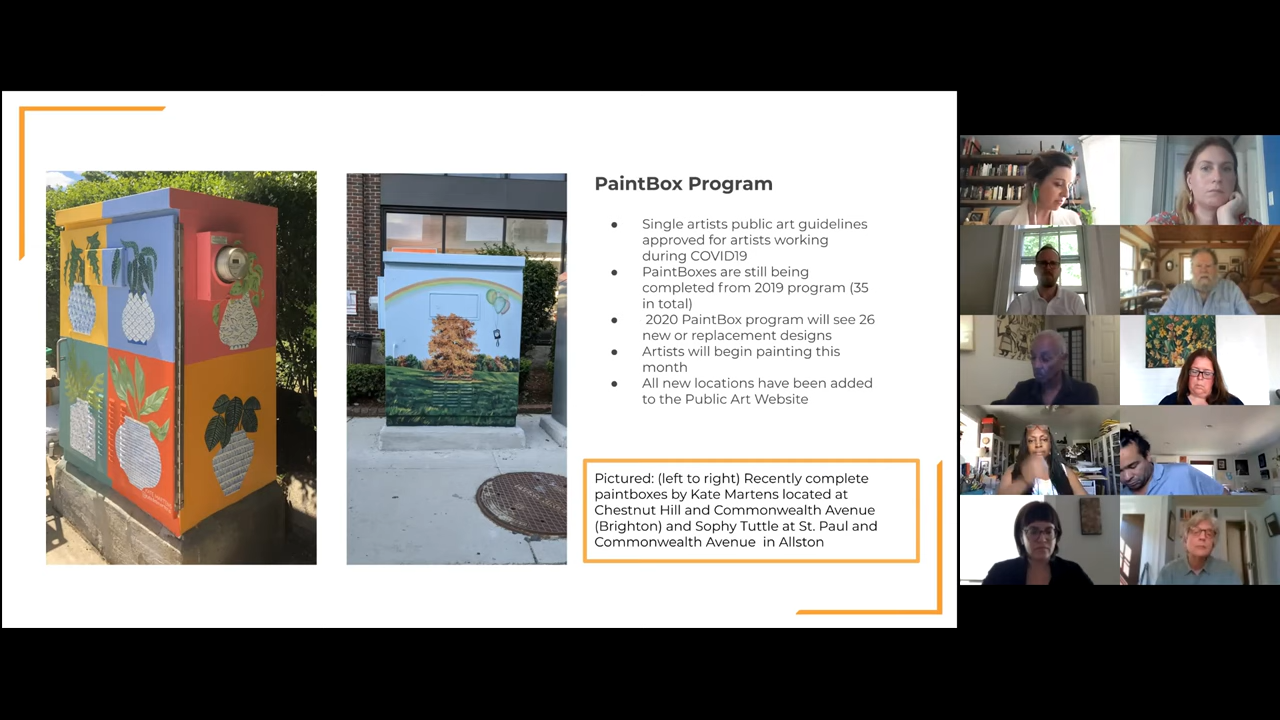 PaintBox Program
● Single artists public art guidelines
approved for artists working
during COVID19
● PaintBoxes are still being
completed from 2019 program (35
in total)
● 2020 PaintBox program will see 26
new or replacement designs
● Artists will begin painting this
month
● All new locations have been added
to the Public Art Website
Pictured: (left to right) Recently complete
paintboxes by Kate Martens located at
Chestnut Hill and Commonwealth Avenue
(Brighton) and Sophy Tuttle at St. Paul and
Commonwealth Avenue in Allston